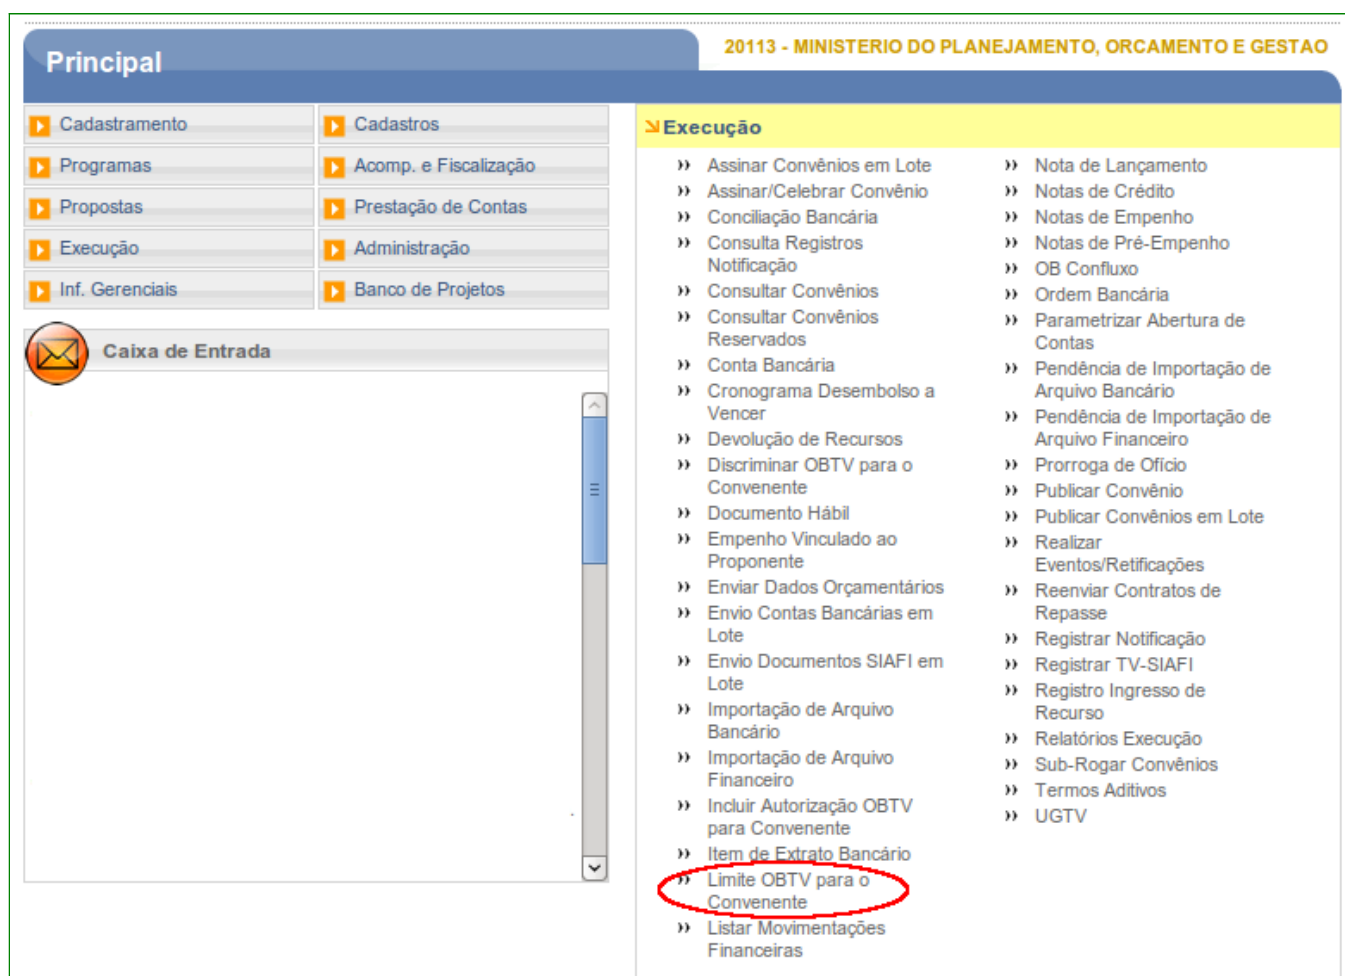 20113 - MINISTERIO DO PLANEJAMENTO, ORCAMENTO E GESTAO
Principal
Cadastramento
Cadastros
Programas
Acomp. e Fiscalização
Propostas
Prestação de Contas
Execução
Administração
Inf. Gerenciais
Banco de Projetos
Caixa de Entrada
Execução
Assinar Convênios em Lote
Assinar/Celebrar Convênio
Conciliação Bancária
Consulta Registros
Notificação
Consultar Convênios
Consultar Convênios
Reservados
Conta Bancária
Cronograma Desembolso a
Vencer
Devolução de Recursos
Discriminar OBTV para o
Convenente
Documento Hábil
Empenho Vinculado ao
Proponente
Enviar Dados Orçamentários
Envio Contas Bancárias em
Lote
Envio Documentos SIAFI em
Lote
Importação de Arquivo
Bancário
Importação de Arquivo
Financeiro
Incluir Autorização OBTV
para Convenente
Item de Extrato Bancário
Limite OBTV para o
Convenente
Listar Movimentações
Financeiras
Nota de Lançamento
Notas de Crédito
Notas de Empenho
Notas de Pré-Empenho
OB Confluxo
Ordem Bancária
Parametrizar Abertura de
Contas
Pendência de Importação de
Arquivo Bancário
Pendência de Importação de
Arquivo Financeiro
Prorroga de Ofício
Publicar Convênio
Publicar Convênios em Lote
Realizar
Eventos/Retificações
Reenviar Contratos de
Repasse
Registrar Notificação
Registrar TV-SIAFI
Registro Ingresso de
Recurso
Relatórios Execução
Sub-Rogar Convênios
Termos Aditivos
UGTV